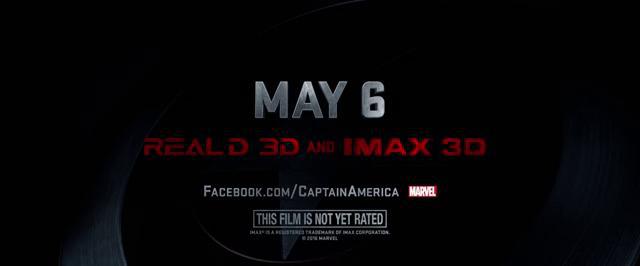 MAY 6
REAL D 3D AND IMAX 3D
FACEBOOK.COM/CAPTAINAMERICA MARVEL
THIS FILM IS NOT YET RATED
IMAX® IS A REGISTERED TRADEMARK OF IMAX CORPORATION.
© 2016 MARVEL